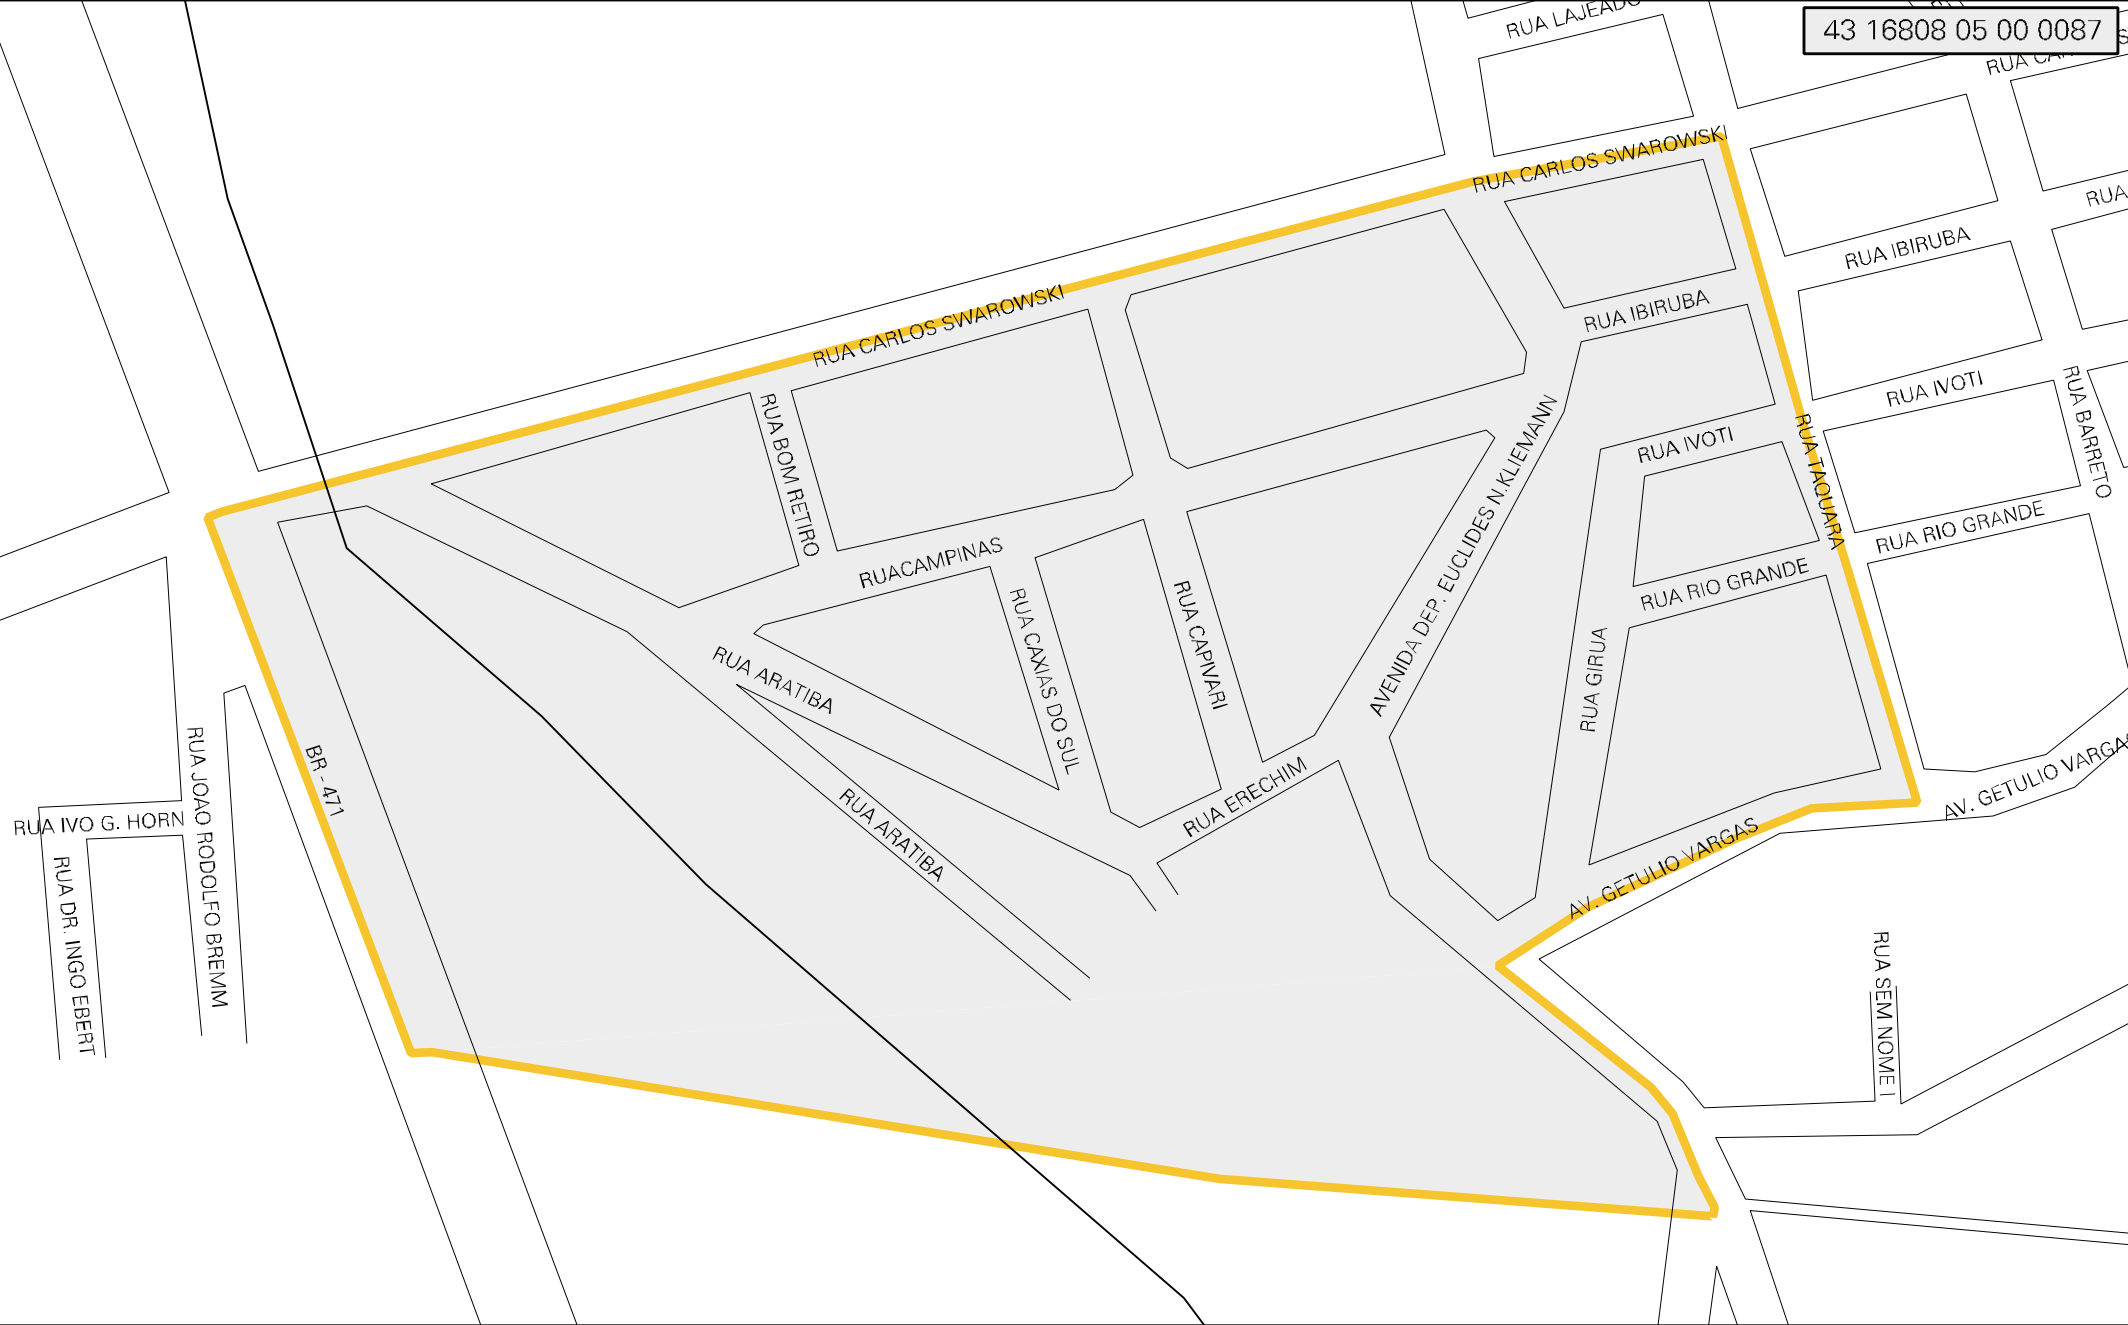 RUA LAJEADO
43 16808 05 00 0087
RUA CARLOS SWAROWSKI
RUA
RUA IBIRUBA
RUA CARLOS SWAROWSKI
RUA IBIRUBA
RUA IVOTI
RUA BARRETO
RUA BOM RETIRO
AVENIDA DEP. EUCLIDES N.KLIEMANN
RUA IVOTI
RUA TAQUARA
RUA RIO GRANDE
RUACAMPINAS
RUA RIO GRANDE
RUA CAXIAS DO SUL
RUA CAPIVARI
RUA GIRUA
RUA ARATIBA
BR - 471
RUA JOAO RODOLFO BREMM
RUA ERECHIM
AV. GETULIO VARGAS
RUA ARATIBA
RUA IVO G. HORN
AV. GETULIO VARGAS
RUA DR. INGO EBERT
RUA SEM NOME I